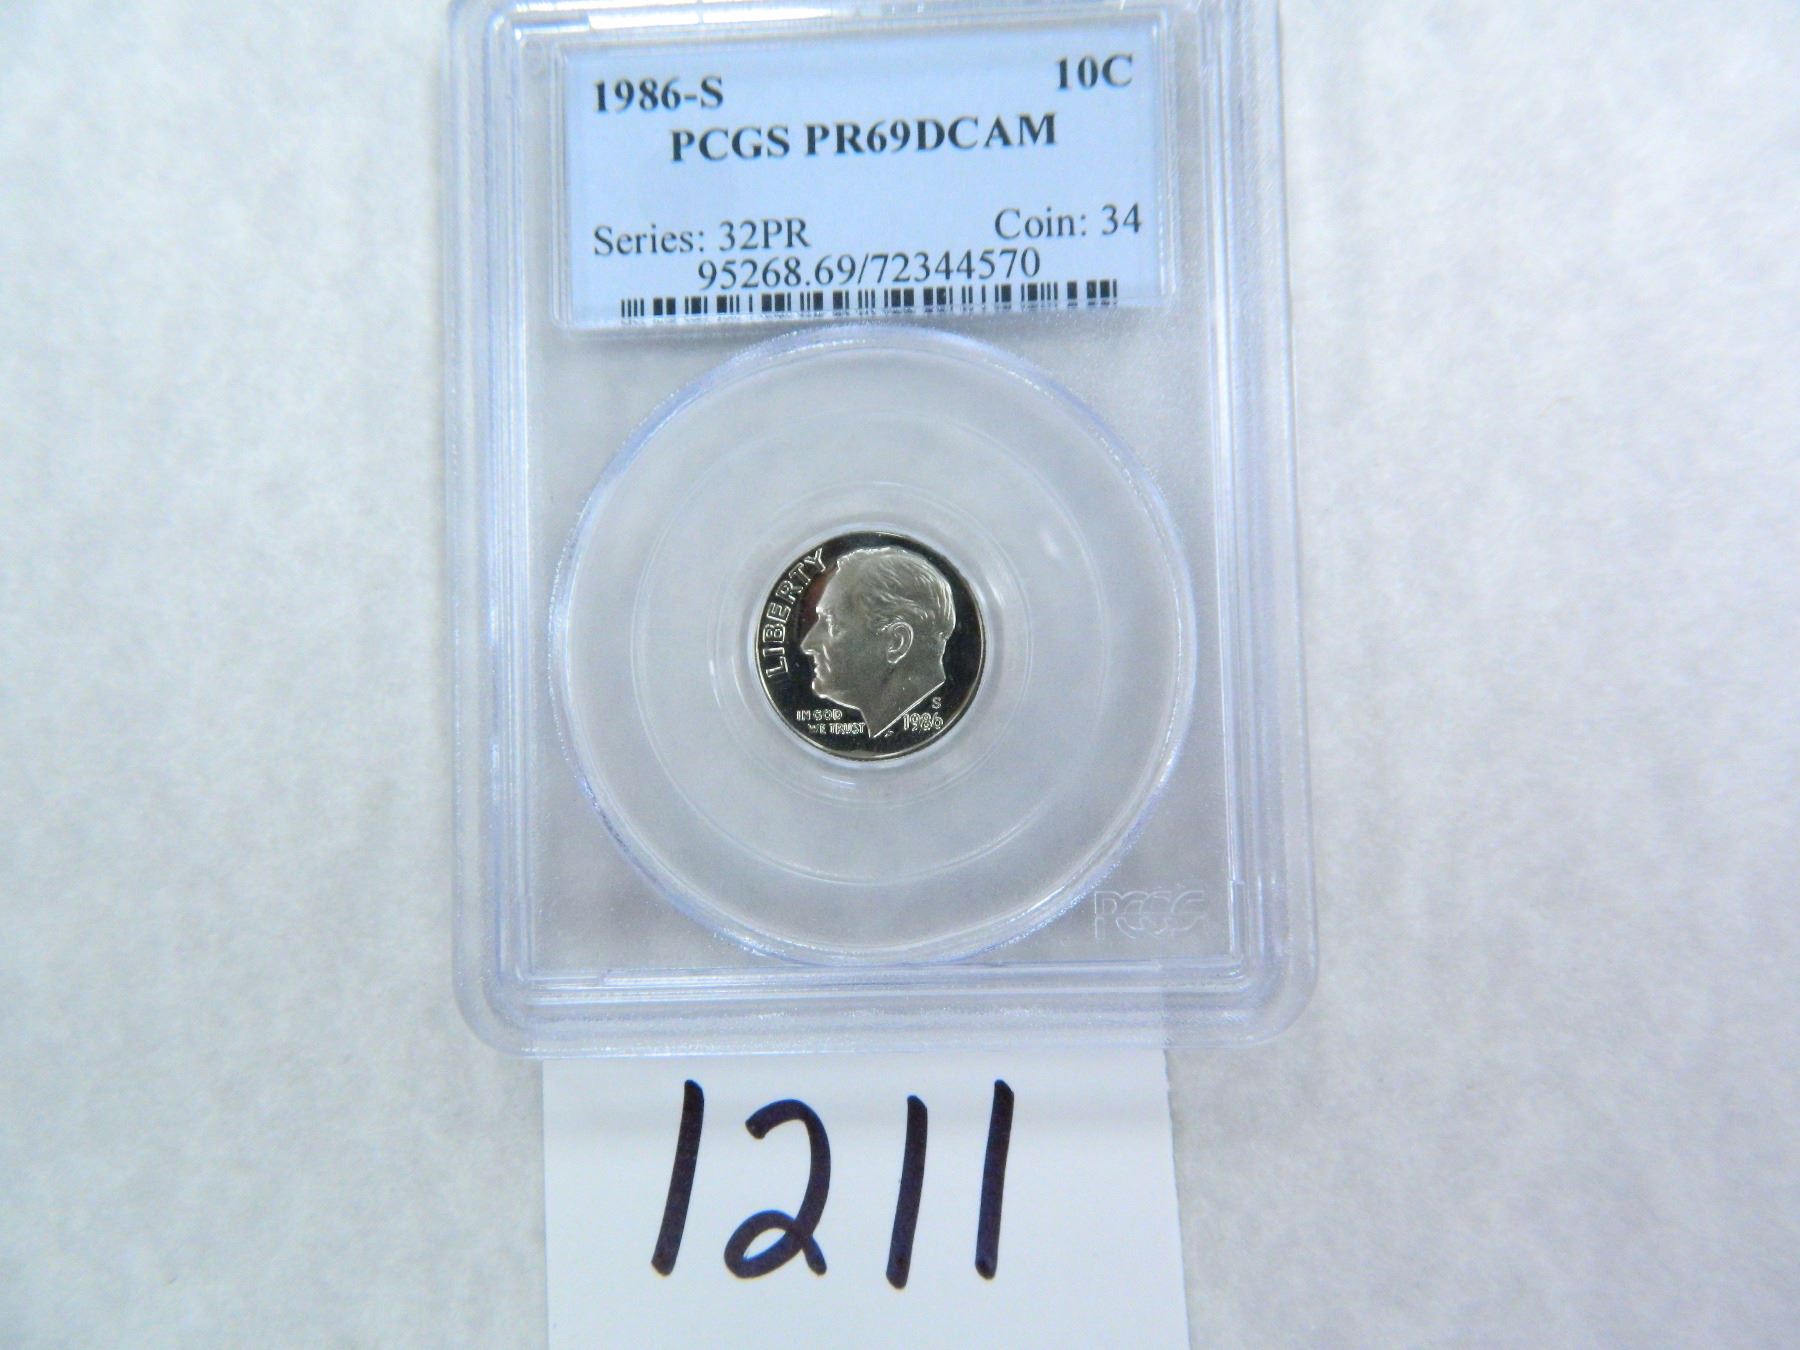 1986-S 10C
PCGS PR69DCAM
Series: 32PR Coin: 34
95268.69/72344570
LIBERTY
IN GOD
WE TRUST
S
1986
PCGS
1211